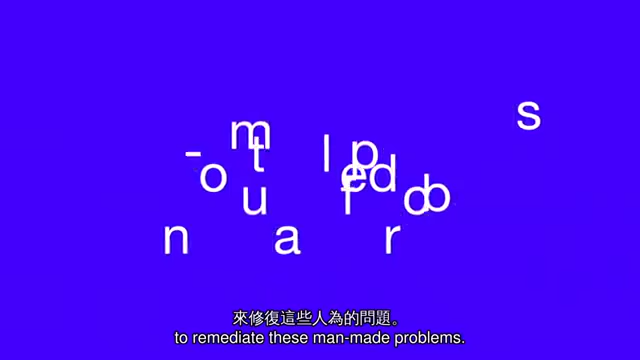 s
m
- t l p
o e d
u f o b
n a r
來修復這些人為的問題。
to remediate these man-made problems.